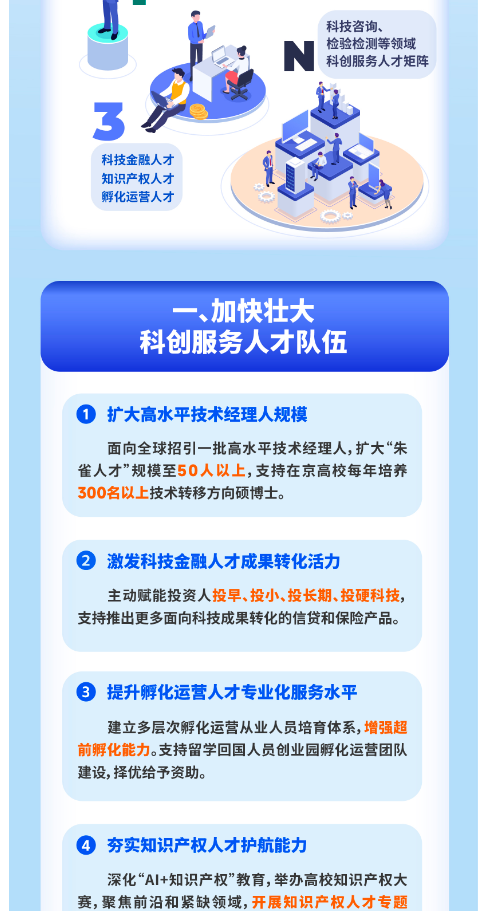 科技咨询、
检验检测等领域
N 科创服务人才矩阵
3
科技金融人才
知识产权人才
孵化运营人才
一、加快壮大
科创服务人才队伍
1 扩大高水平技术经理人规模
面向全球招引一批高水平技术经理人，扩大“朱
雀人才”规模至50人以上，支持在京高校每年培养
300名以上技术转移方向硕博士。
2 激发科技金融人才成果转化活力
主动赋能投资人投早、投小、投长期、投硬科技，
支持推出更多面向科技成果转化的信贷和保险产品。
3 提升孵化运营人才专业化服务水平
建立多层次孵化运营从业人员培育体系，增强超
前孵化能力。支持留学回国人员创业园孵化运营团队
建设，择优给予资助。
4 夯实知识产权人才护航能力
深化“AI+知识产权”教育，举办高校知识产权大
赛，聚焦前沿和紧缺领域，开展知识产权人才专题